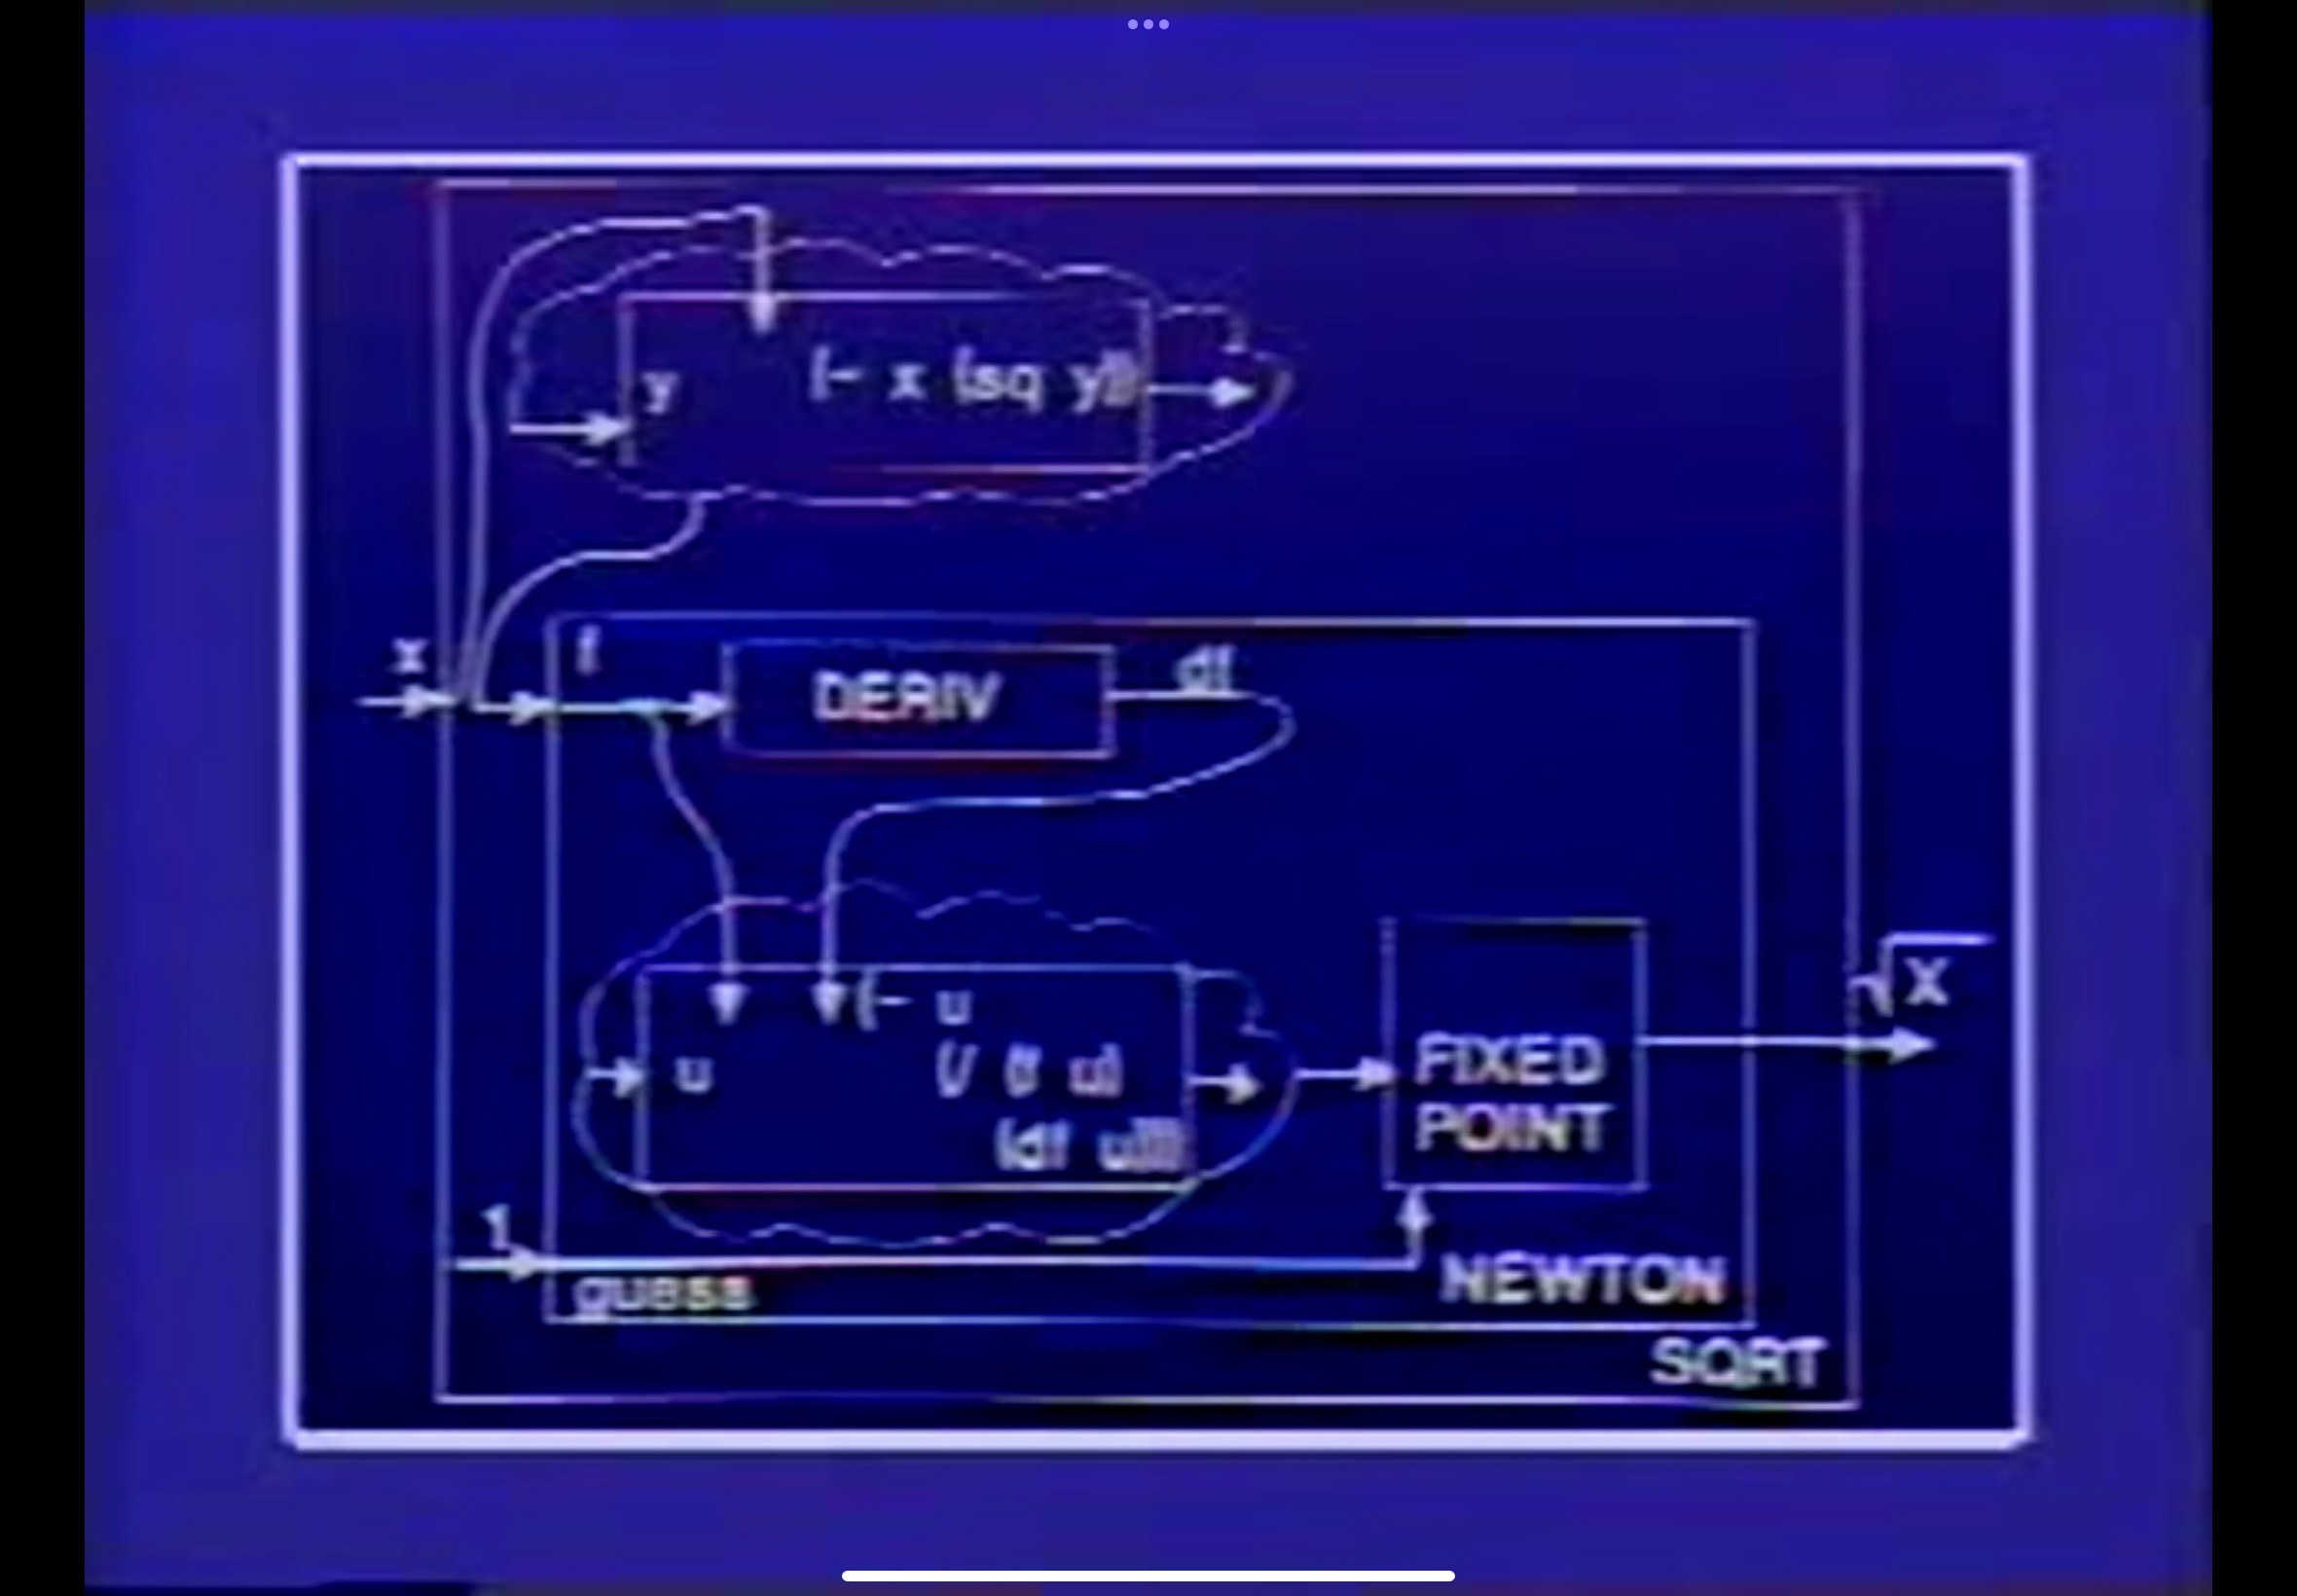 y (- x (sq y))
x
f
DERIV
df
√x
(- u
u
(/ (f u)
(df u)))
FIXED
POINT
1
guess
NEWTON
SQRT